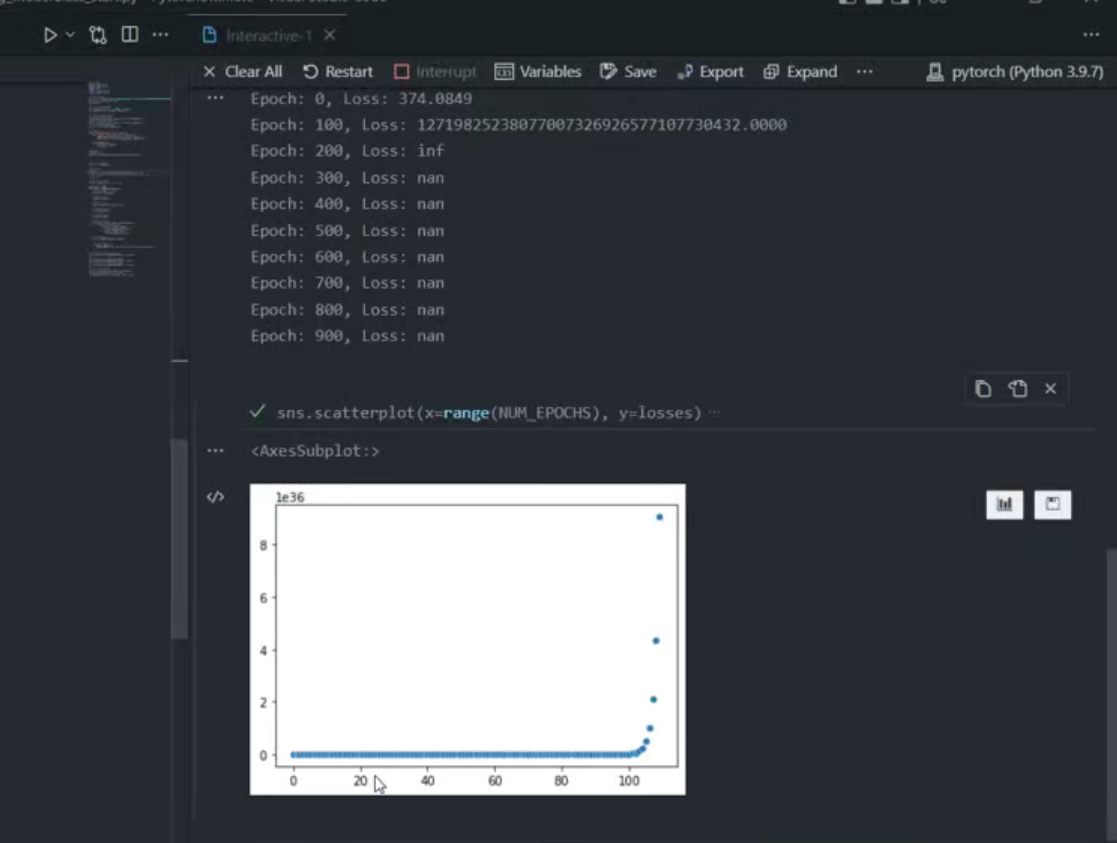 Interactive-1
Clear All Restart Interrupt Variables Save Export Expand ... pytorch (Python 3.9.7)
... Epoch: 0, Loss: 374.0849
Epoch: 100, Loss: 12719825238077007326926577107730432.0000
Epoch: 200, Loss: inf
Epoch: 300, Loss: nan
Epoch: 400, Loss: nan
Epoch: 500, Loss: nan
Epoch: 600, Loss: nan
Epoch: 700, Loss: nan
Epoch: 800, Loss: nan
Epoch: 900, Loss: nan
sns.scatterplot(x=range(NUM_EPOCHS), y=losses) ...
... <AxesSubplot:>
1e36
8
6
4
2
0
0 20 40 60 80 100